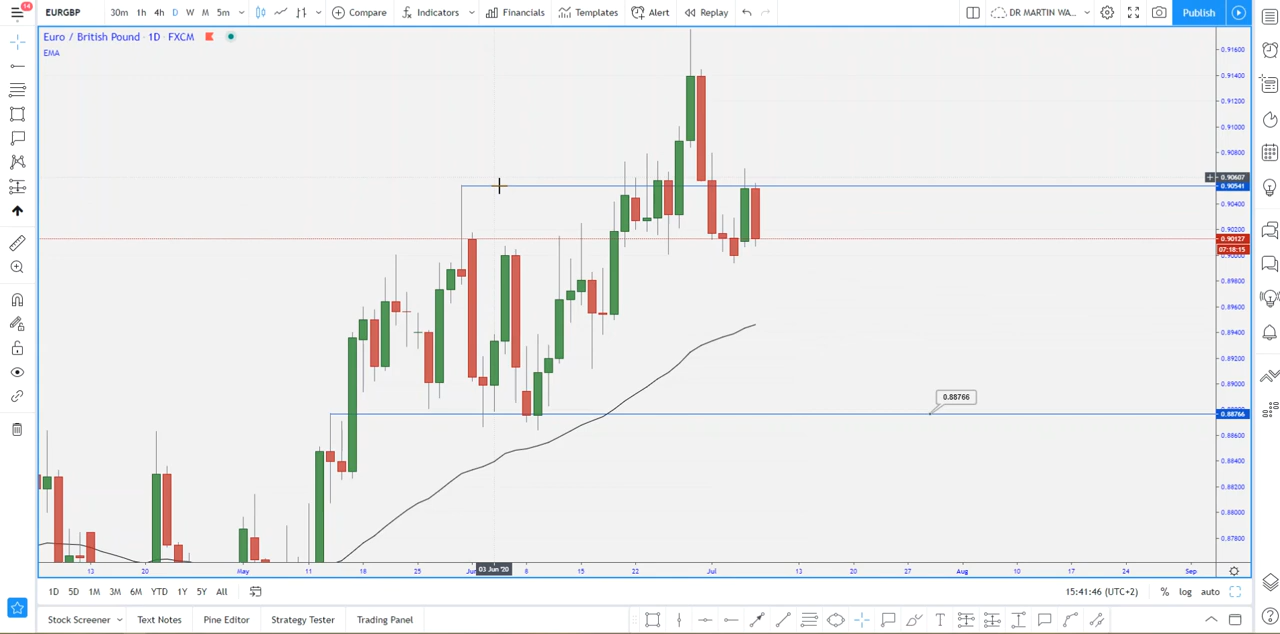 14
EURGBP
30m 1h 4h D W M 5m
Compare
Indicators
Financials
Templates
Alert
Replay
DR MARTIN WA...
Publish
Euro / British Pound · 1D · FXCM
EMA
0.91600
0.91400
0.91200
0.91000
0.90800
0.90607
0.90541
0.90400
0.90200
0.90127
07:18:15
0.90000
0.89800
0.89600
0.89400
0.89200
0.89000
0.88766
0.88766
0.88600
0.88400
0.88200
0.88000
0.87800
13 20 May 11 18 25 Jun 03 Jun '20 8 15 22 Jul 13 20 27 Aug 10 17 24 Sep
1D 5D 1M 3M 6M YTD 1Y 5Y All
15:41:46 (UTC+2) % log auto
Stock Screener Text Notes Pine Editor Strategy Tester Trading Panel